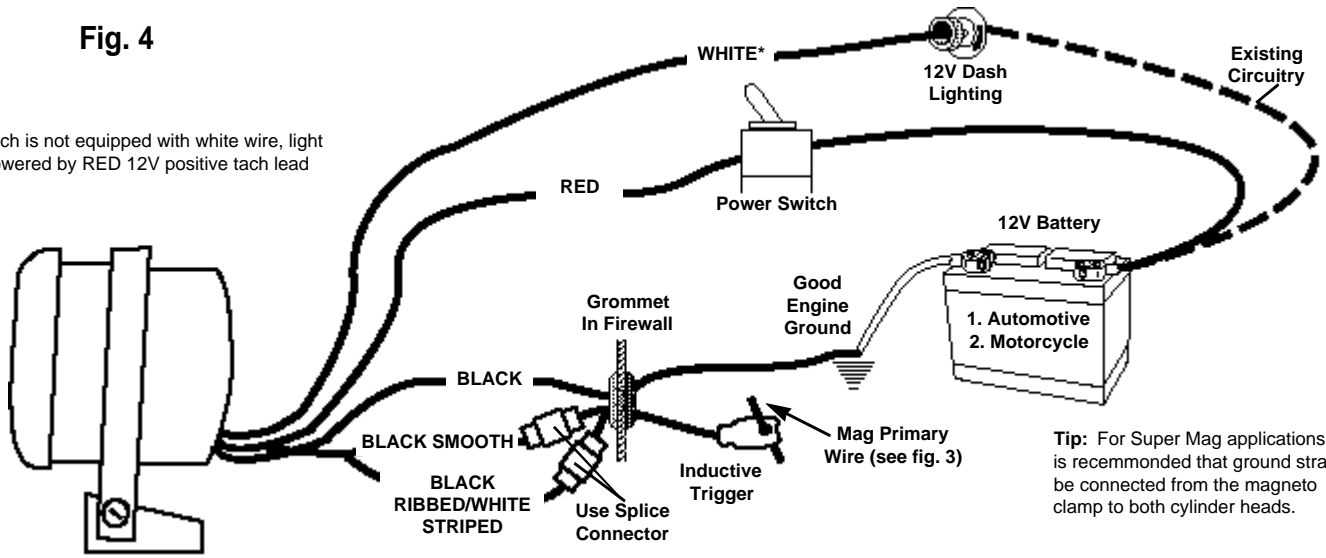 Fig. 4
WHITE*
12V Dash
Lighting
Existing
Circuitry
ch is not equipped with white wire, light
owered by RED 12V positive tach lead
RED
Power Switch
12V Battery
Good
Engine
Ground
Grommet
In Firewall
1. Automotive
2. Motorcycle
BLACK
BLACK SMOOTH
BLACK
RIBBED/WHITE
STRIPED
Use Splice
Connector
Inductive
Trigger
Mag Primary
Wire (see fig. 3)
Tip: For Super Mag applications
is recemmonded that ground stra
be connected from the magneto
clamp to both cylinder heads.